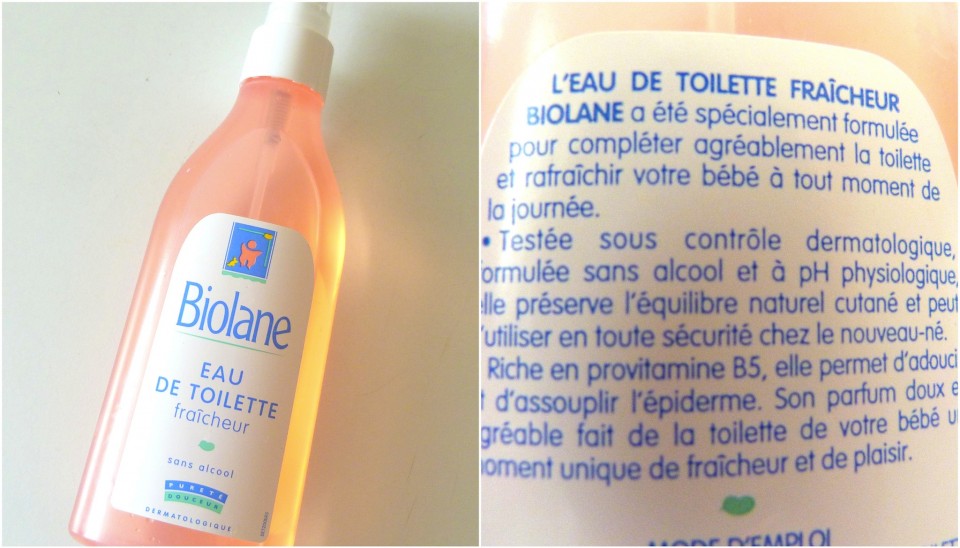 Biolane
EAU
DE TOILETTE
fraîcheur
sans alcool
PURETÉ
DOUCEUR
DERMATOLOGIQUE
L'EAU DE TOILETTE FRAÎCHEUR
BIOLANE a été spécialement formulée
pour compléter agréablement la toilette
et rafraîchir votre bébé à tout moment de
la journée.
• Testée sous contrôle dermatologique,
ormulée sans alcool et à pH physiologique,
lle préserve l'équilibre naturel cutané et peut
'utiliser en toute sécurité chez le nouveau-né.
Riche en provitamine B5, elle permet d'adouci
t d'assouplir l'épiderme. Son parfum doux e
gréable fait de la toilette de votre bébé u
oment unique de fraîcheur et de plaisir.
MODE D'EMPLOI